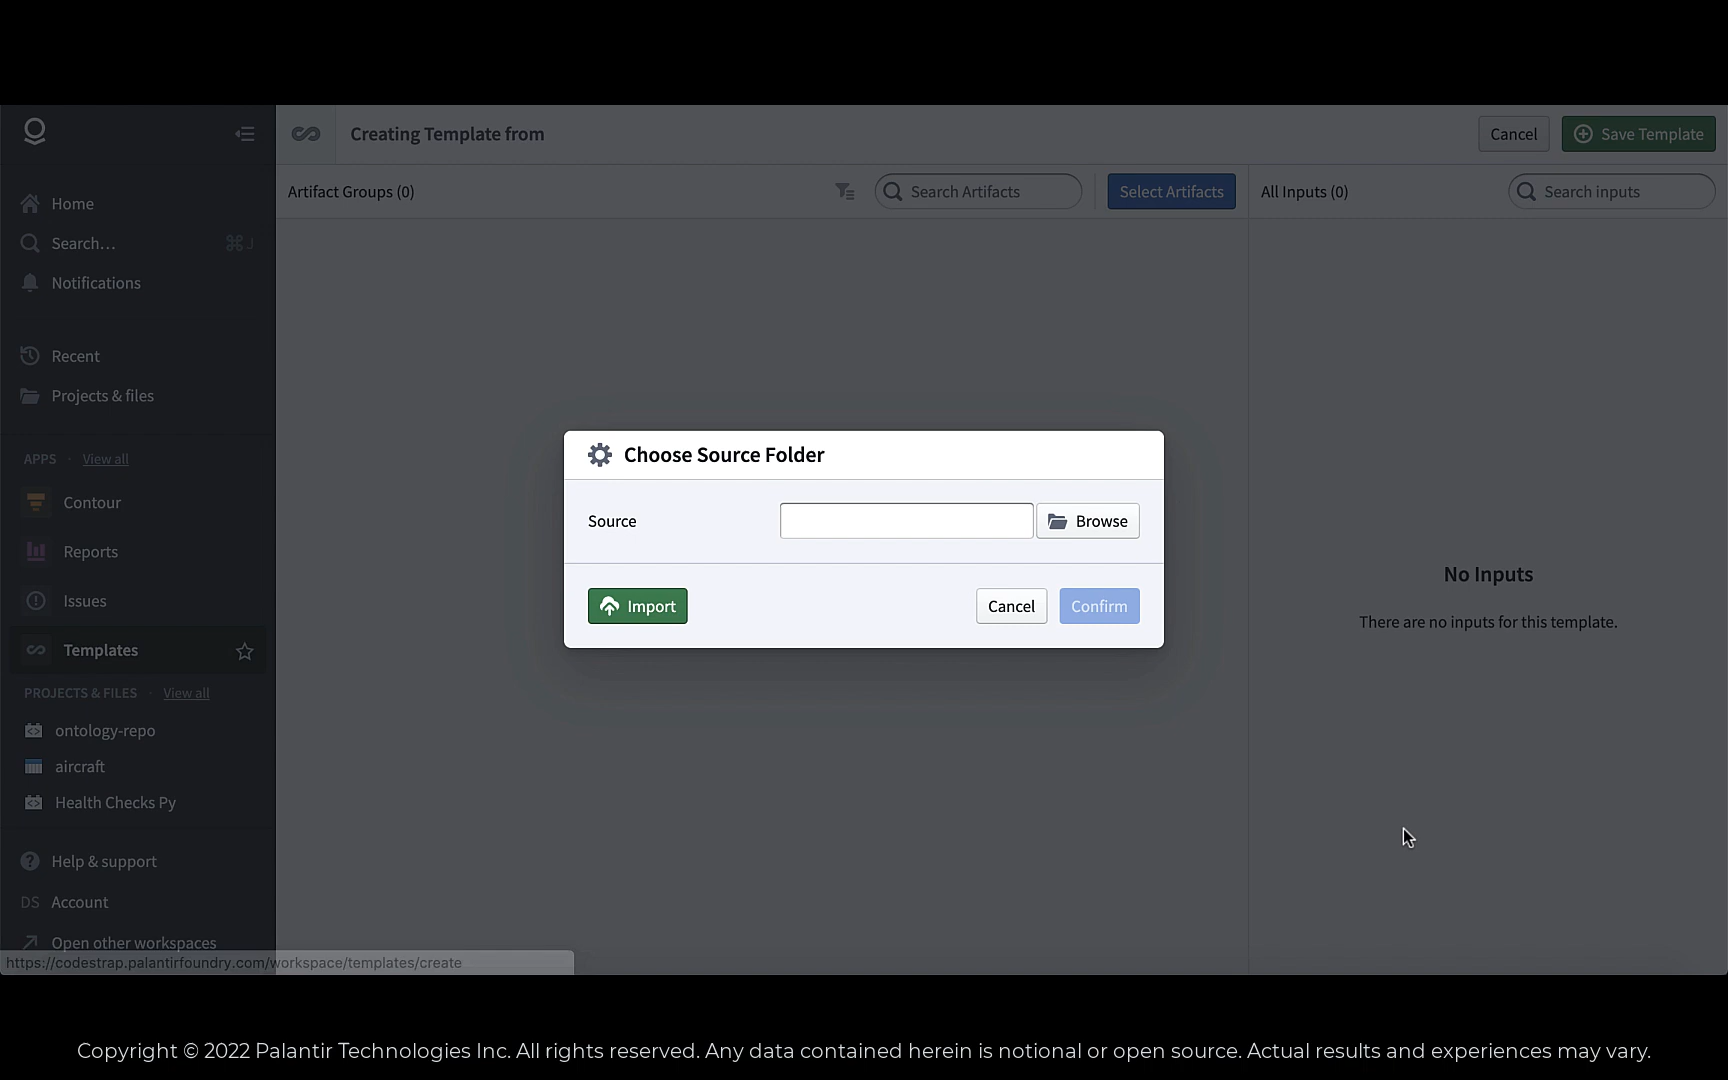 Creating Template from
Cancel
Save Template
Home
Search…
⌘ J
Notifications
Recent
Projects & files
APPS · View all
Contour
Reports
Issues
Templates
PROJECTS & FILES · View all
ontology-repo
aircraft
Health Checks Py
Help & support
DS Account
Open other workspaces
https://codestrap.palantirfoundry.com/workspace/templates/create
Artifact Groups (0)
Search Artifacts
Select Artifacts
All Inputs (0)
Search inputs
Choose Source Folder
Source
Browse
Import
Cancel
Confirm
No Inputs
There are no inputs for this template.
Copyright © 2022 Palantir Technologies Inc. All rights reserved. Any data contained herein is notional or open source. Actual results and experiences may vary.